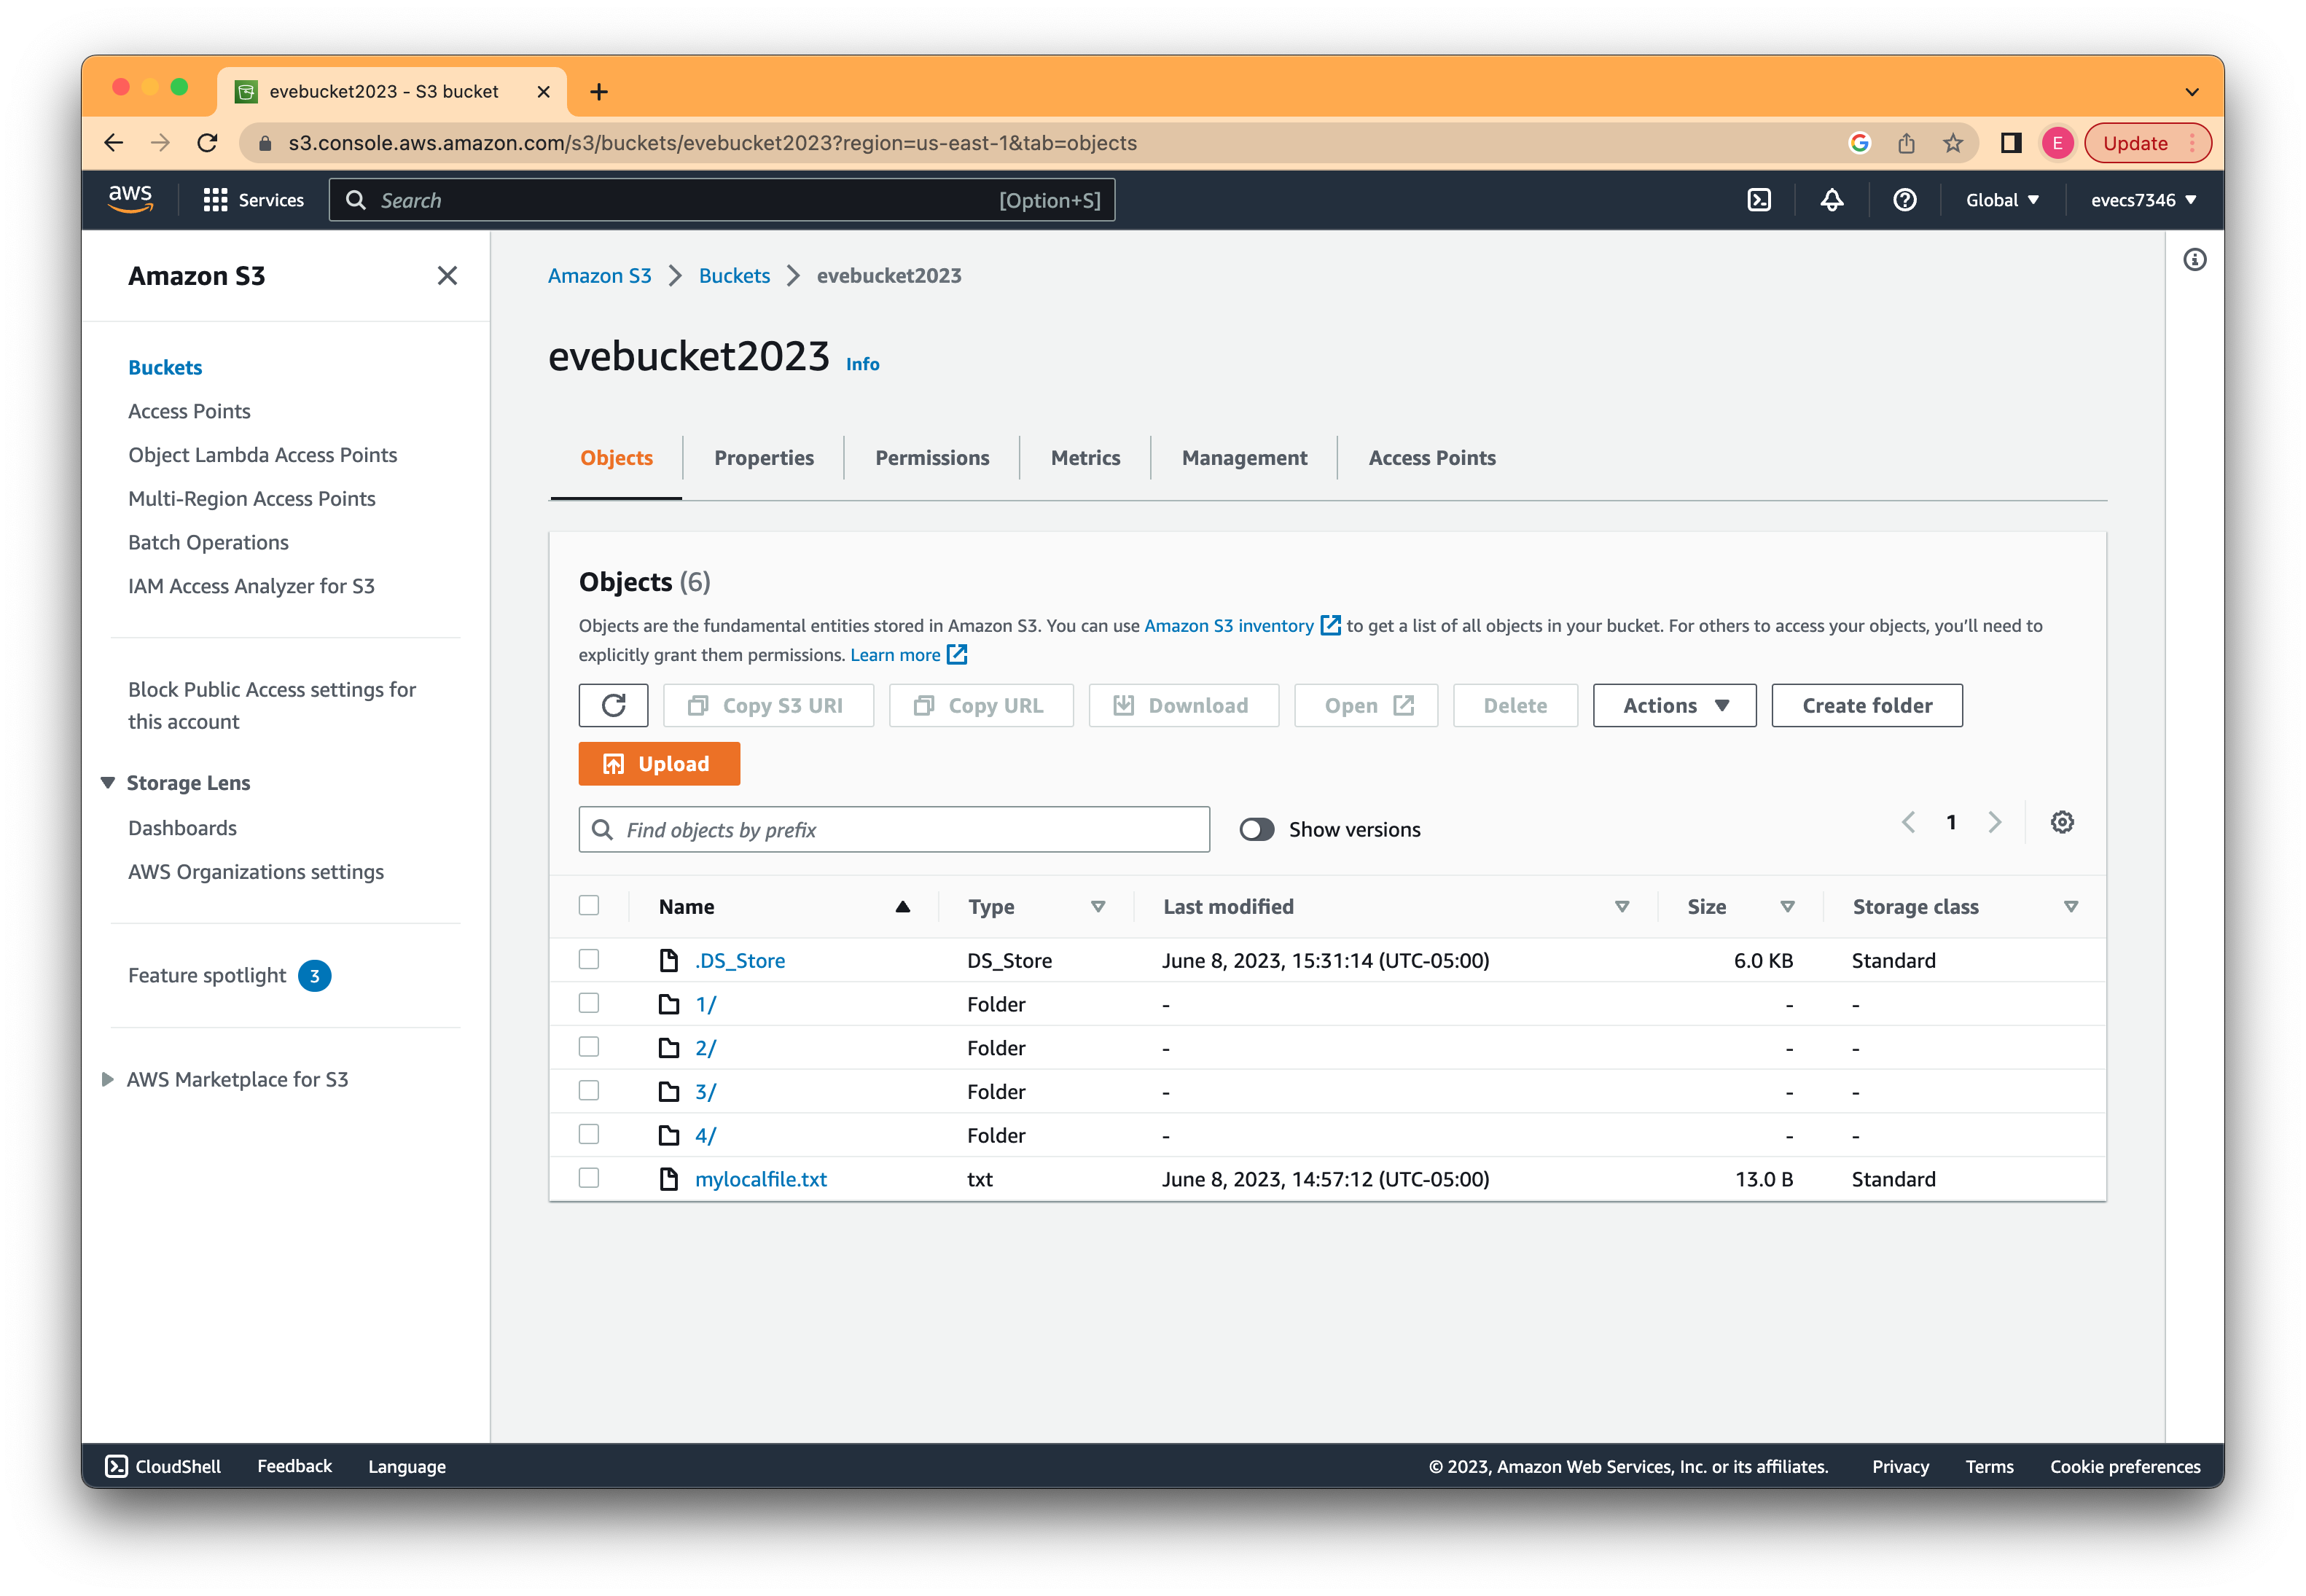 evebucket2023 - S3 bucket
s3.console.aws.amazon.com/s3/buckets/evebucket2023?region=us-east-1&tab=objects
E
Update
aws
Services
Search
[Option+S]
Global
evecs7346
Amazon S3
Buckets
Access Points
Object Lambda Access Points
Multi-Region Access Points
Batch Operations
IAM Access Analyzer for S3
Block Public Access settings for
this account
Storage Lens
Dashboards
AWS Organizations settings
Feature spotlight 3
AWS Marketplace for S3
Amazon S3 > Buckets > evebucket2023
evebucket2023 Info
Objects
Properties
Permissions
Metrics
Management
Access Points
Objects (6)
Objects are the fundamental entities stored in Amazon S3. You can use Amazon S3 inventory to get a list of all objects in your bucket. For others to access your objects, you'll need to
explicitly grant them permissions. Learn more
Copy S3 URI
Copy URL
Download
Open
Delete
Actions
Create folder
Upload
Find objects by prefix
Show versions
1
Name Type Last modified Size Storage class
.DS_Store DS_Store June 8, 2023, 15:31:14 (UTC-05:00) 6.0 KB Standard
1/ Folder - - -
2/ Folder - - -
3/ Folder - - -
4/ Folder - - -
mylocalfile.txt txt June 8, 2023, 14:57:12 (UTC-05:00) 13.0 B Standard
CloudShell
Feedback
Language
© 2023, Amazon Web Services, Inc. or its affiliates.
Privacy
Terms
Cookie preferences